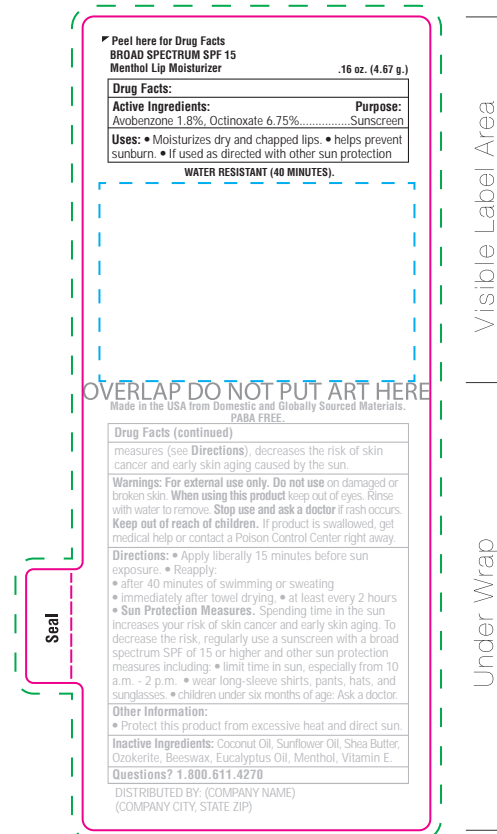 Peel here for Drug Facts
BROAD SPECTRUM SPF 15
Menthol Lip Moisturizer .16 oz. (4.67 g.)
Drug Facts:
Active Ingredients: Purpose:
Avobenzone 1.8%, Octinoxate 6.75%................Sunscreen
Uses: • Moisturizes dry and chapped lips. • helps prevent
sunburn. • If used as directed with other sun protection
WATER RESISTANT (40 MINUTES).
OVERLAP DO NOT PUT ART HERE
Made in the USA from Domestic and Globally Sourced Materials.
PABA FREE.
Drug Facts (continued)
measures (see Directions), decreases the risk of skin
cancer and early skin aging caused by the sun.
Warnings: For external use only. Do not use on damaged or
broken skin. When using this product keep out of eyes. Rinse
with water to remove. Stop use and ask a doctor if rash occurs.
Keep out of reach of children. If product is swallowed, get
medical help or contact a Poison Control Center right away.
Directions: • Apply liberally 15 minutes before sun
exposure. • Reapply:
• after 40 minutes of swimming or sweating
• immediately after towel drying, • at least every 2 hours
• Sun Protection Measures. Spending time in the sun
increases your risk of skin cancer and early skin aging. To
decrease the risk, regularly use a sunscreen with a broad
spectrum SPF of 15 or higher and other sun protection
measures including: • limit time in sun, especially from 10
a.m. - 2 p.m. • wear long-sleeve shirts, pants, hats, and
sunglasses. • children under six months of age: Ask a doctor.
Other Information:
• Protect this product from excessive heat and direct sun.
Inactive Ingredients: Coconut Oil, Sunflower Oil, Shea Butter,
Ozokerite, Beeswax, Eucalyptus Oil, Menthol, Vitamin E.
Questions? 1.800.611.4270
DISTRIBUTED BY: (COMPANY NAME)
(COMPANY CITY, STATE ZIP)
Seal
Visible Label Area
Under Wrap